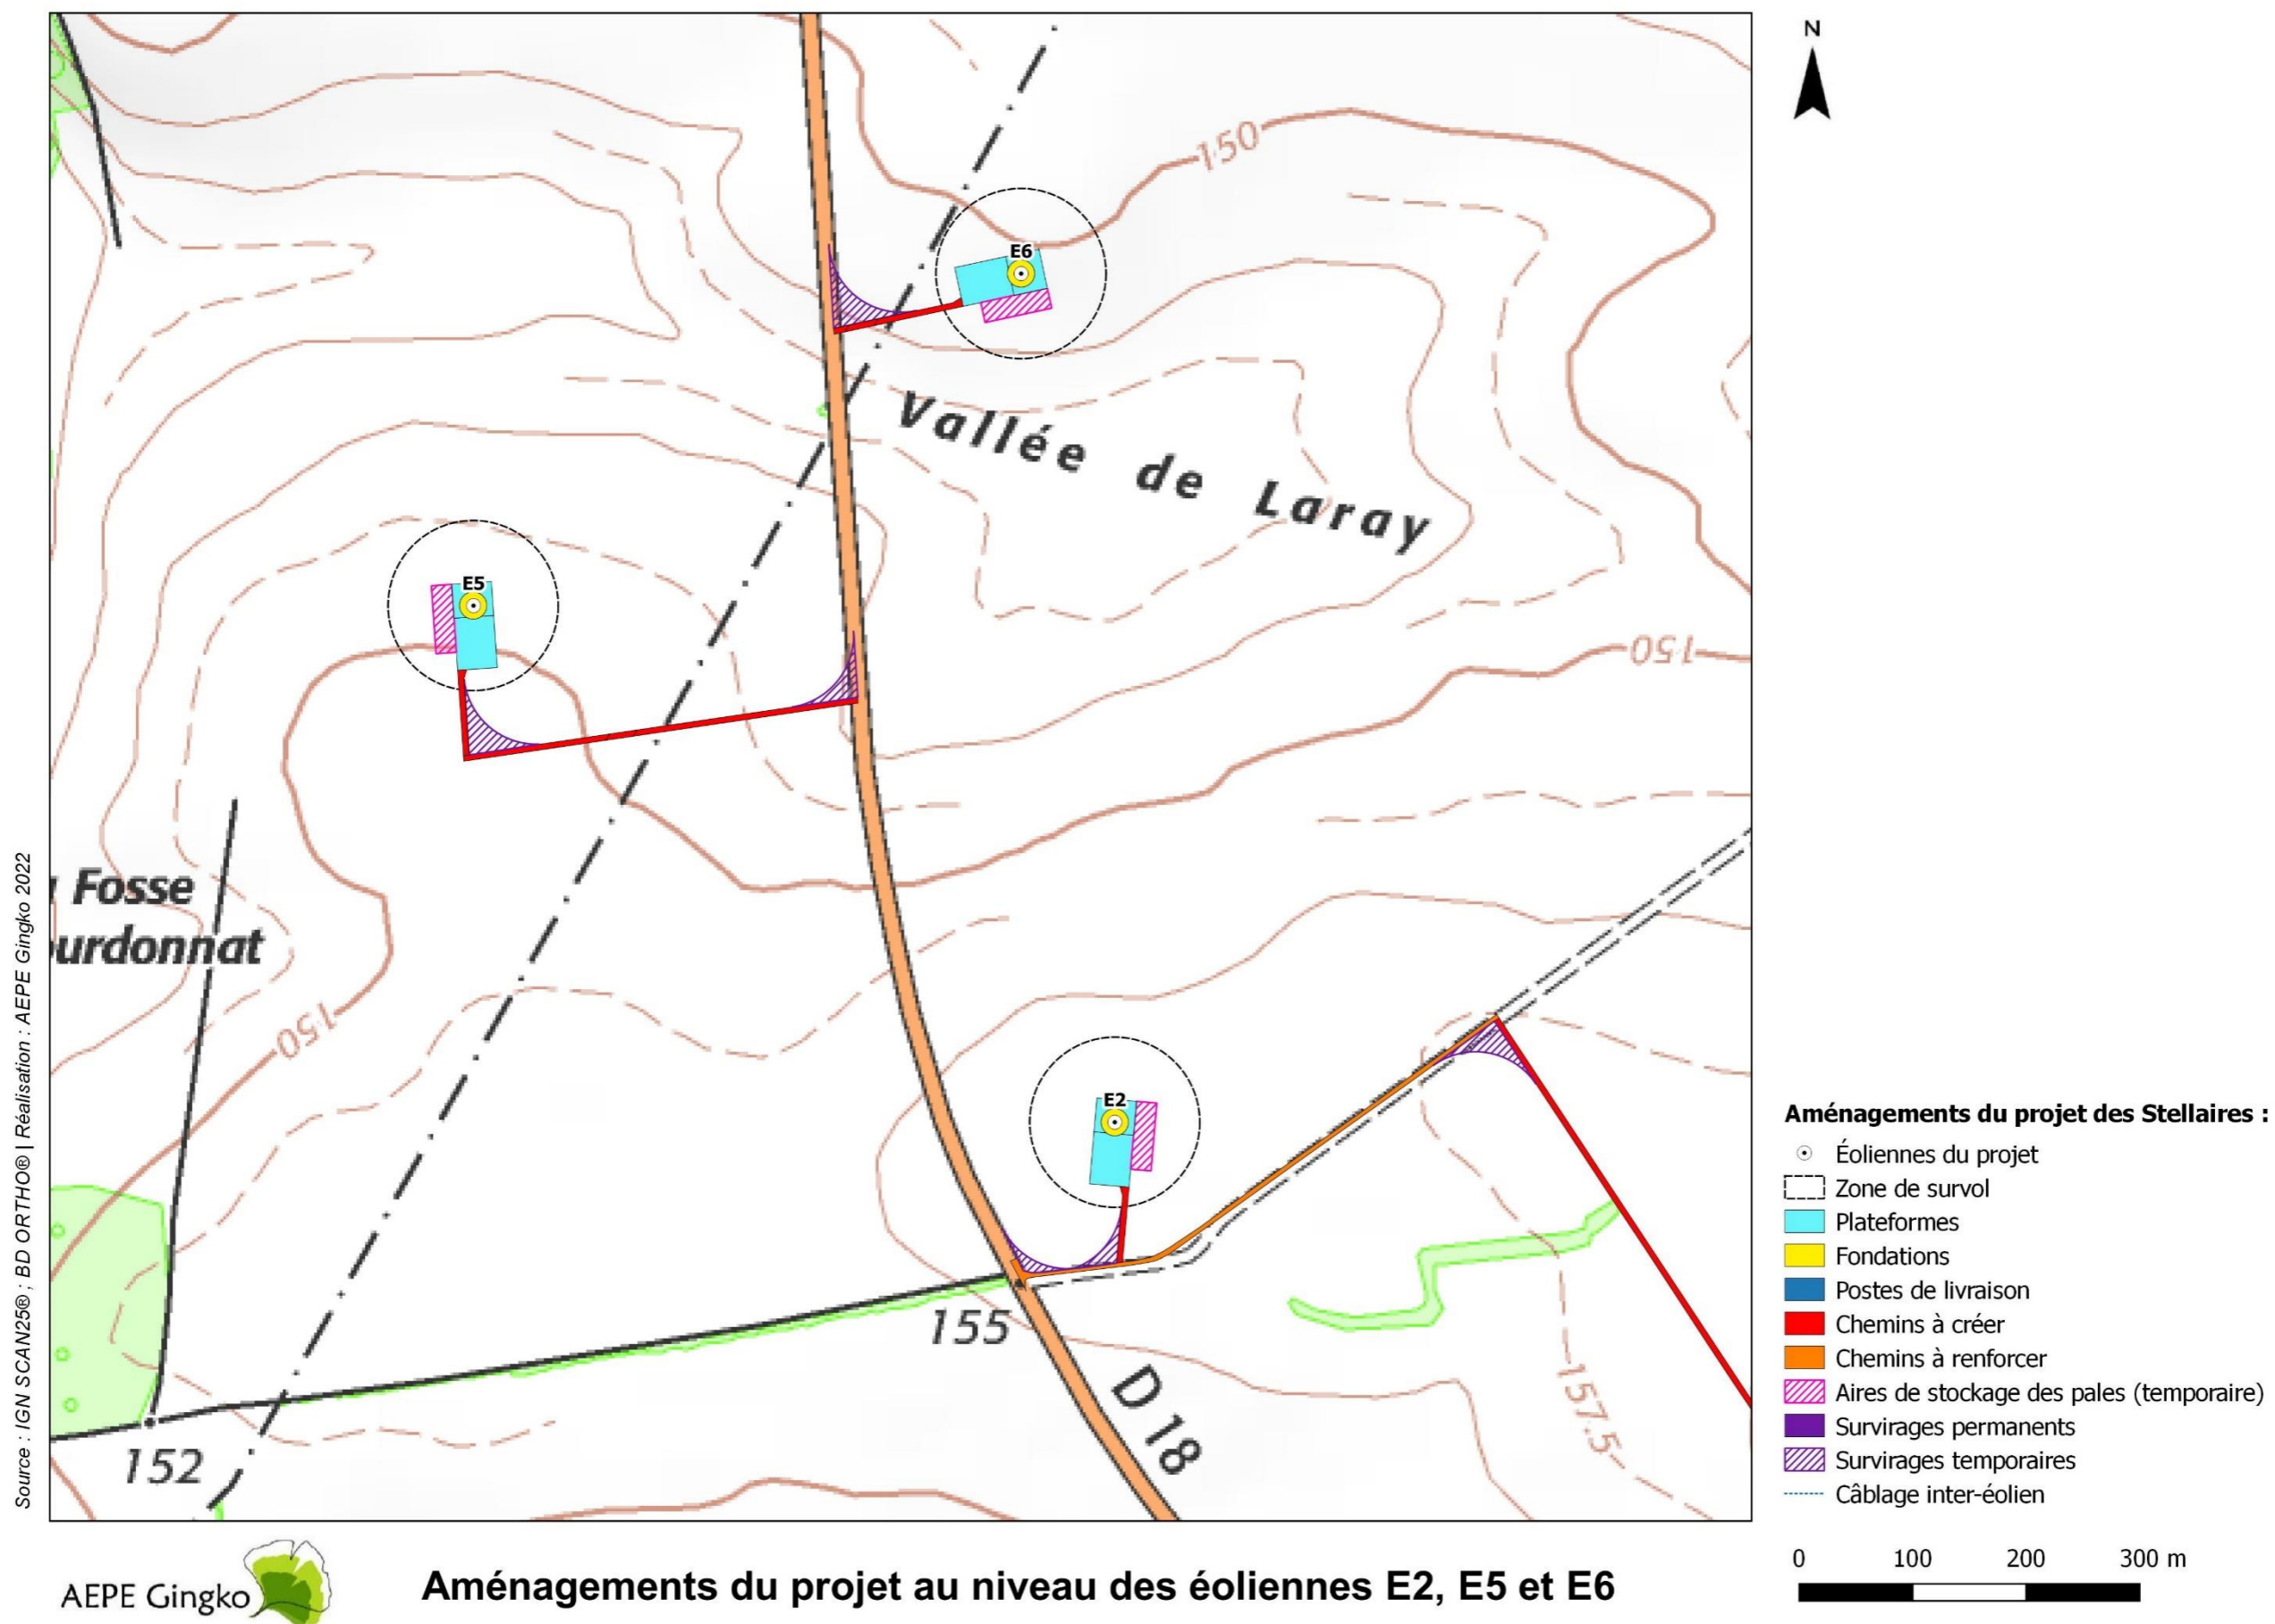 N
150
E6
Vallée de Laray
E5
150
Fosse
urdonnat
150
E2
155
D 18
157.5
152
Source : IGN SCAN25® ; BD ORTHO® | Réalisation : AEPE Gingko 2022
Aménagements du projet des Stellaires :
Éoliennes du projet
Zone de survol
Plateformes
Fondations
Postes de livraison
Chemins à créer
Chemins à renforcer
Aires de stockage des pales (temporaire)
Survirages permanents
Survirages temporaires
Câblage inter-éolien
0 100 200 300 m
AEPE Gingko
Aménagements du projet au niveau des éoliennes E2, E5 et E6